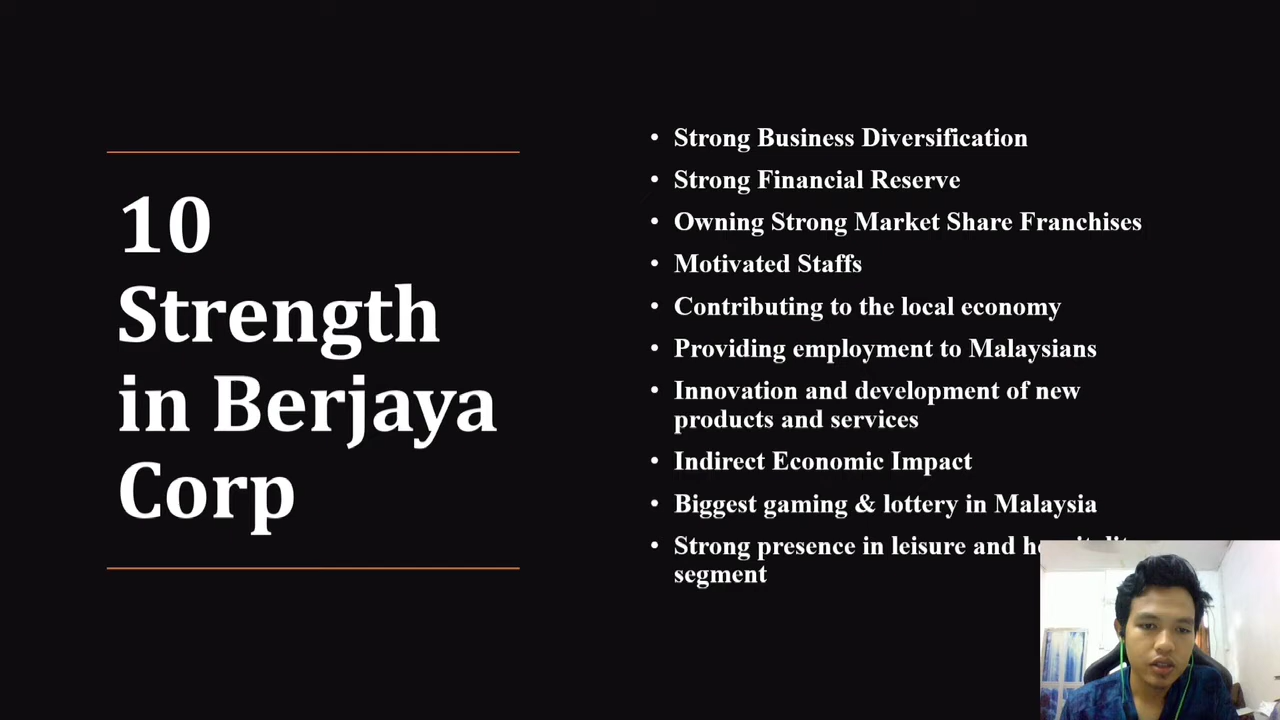 10
Strength
in Berjaya
Corp
• Strong Business Diversification
• Strong Financial Reserve
• Owning Strong Market Share Franchises
• Motivated Staffs
• Contributing to the local economy
• Providing employment to Malaysians
• Innovation and development of new
products and services
• Indirect Economic Impact
• Biggest gaming & lottery in Malaysia
• Strong presence in leisure and
segment